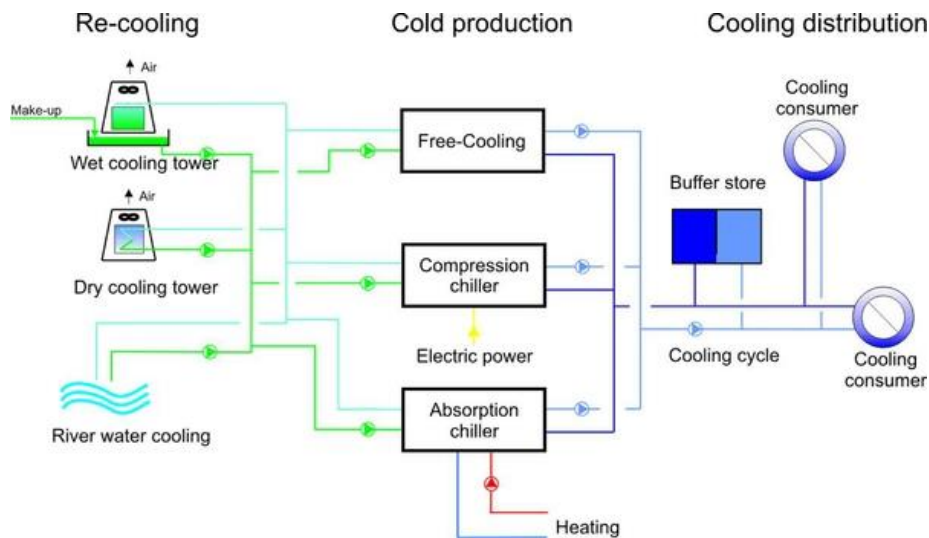 Re-cooling
Cold production
Cooling distribution
Air
Make-up
Wet cooling tower
Air
Dry cooling tower
River water cooling
Free-Cooling
Compression
chiller
Electric power
Absorption
chiller
Heating
Cooling
consumer
Buffer store
Cooling cycle
Cooling
consumer